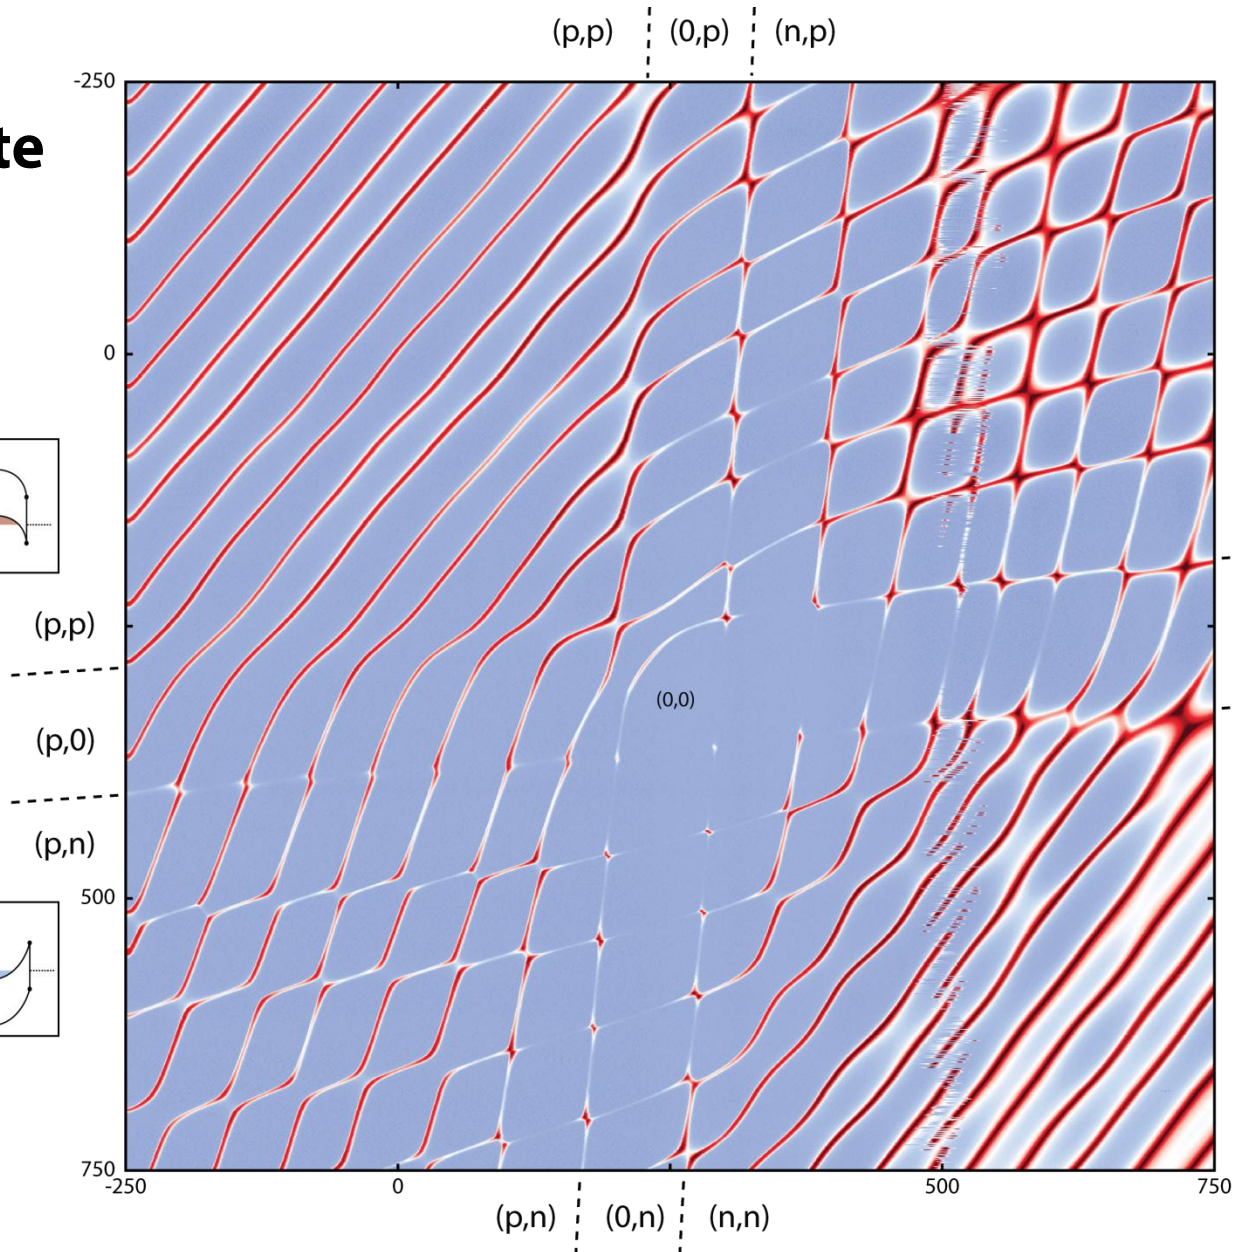 (p,p) (0,p) (n,p)
-250
te
0
(p,p)
(0,0)
(p,0)
(p,n)
500
750
-250 0 500 750
(p,n) (0,n) (n,n)